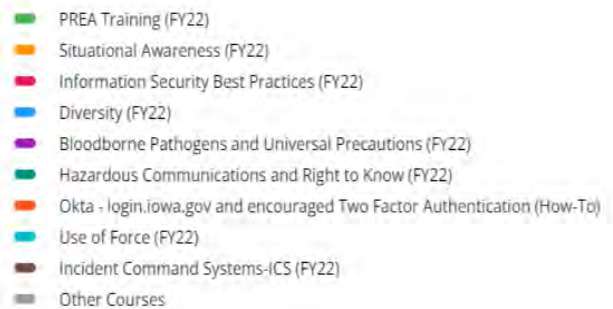 PREA Training (FY22)
Situational Awareness (FY22)
Information Security Best Practices (FY22)
Diversity (FY22)
Bloodborne Pathogens and Universal Precautions (FY22)
Hazardous Communications and Right to Know (FY22)
Okta - login.iowa.gov and encouraged Two Factor Authentication (How-To)
Use of Force (FY22)
Incident Command Systems-ICS (FY22)
Other Courses